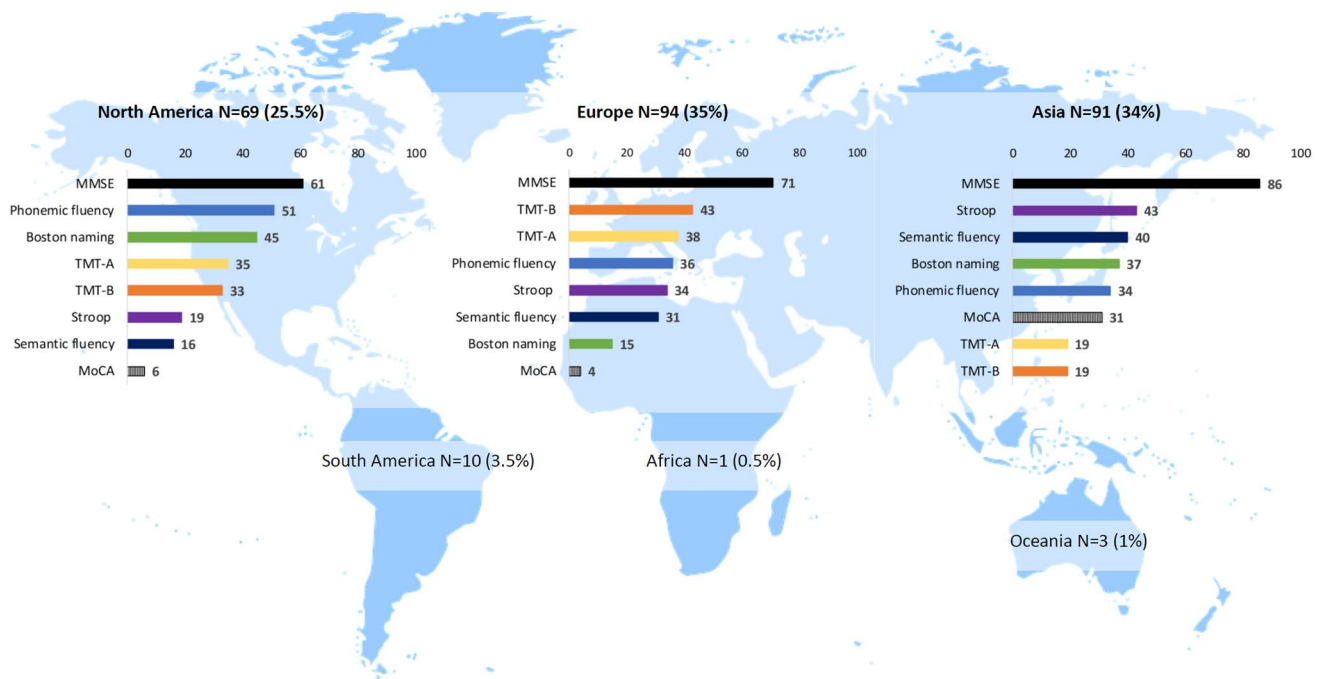 North America N=69 (25.5%)
0 20 40 60 80 100
MMSE 61
Phonemic fluency 51
Boston naming 45
TMT-A 35
TMT-B 33
Stroop 19
Semantic fluency 16
MoCA 6
Europe N=94 (35%)
0 20 40 60 80 100
MMSE 71
TMT-B 43
TMT-A 38
Phonemic fluency 36
Stroop 34
Semantic fluency 31
Boston naming 15
MoCA 4
Asia N=91 (34%)
0 20 40 60 80 100
MMSE 86
Stroop 43
Semantic fluency 40
Boston naming 37
Phonemic fluency 34
MoCA 31
TMT-A 19
TMT-B 19
South America N=10 (3.5%)
Africa N=1 (0.5%)
Oceania N=3 (1%)